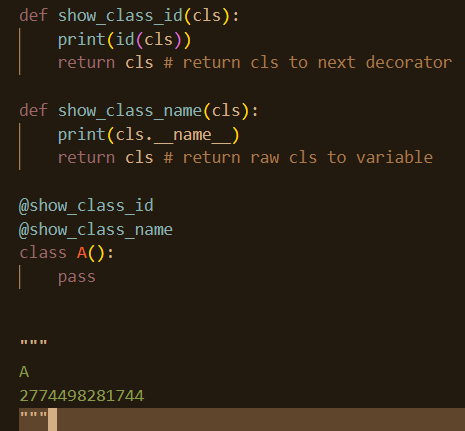 def show_class_id(cls):
    print(id(cls))
    return cls # return cls to next decorator
def show_class_name(cls):
    print(cls.__name__)
    return cls # return raw cls to variable
@show_class_id
@show_class_name
class A():
    pass
"""
A
2774498281744
"""